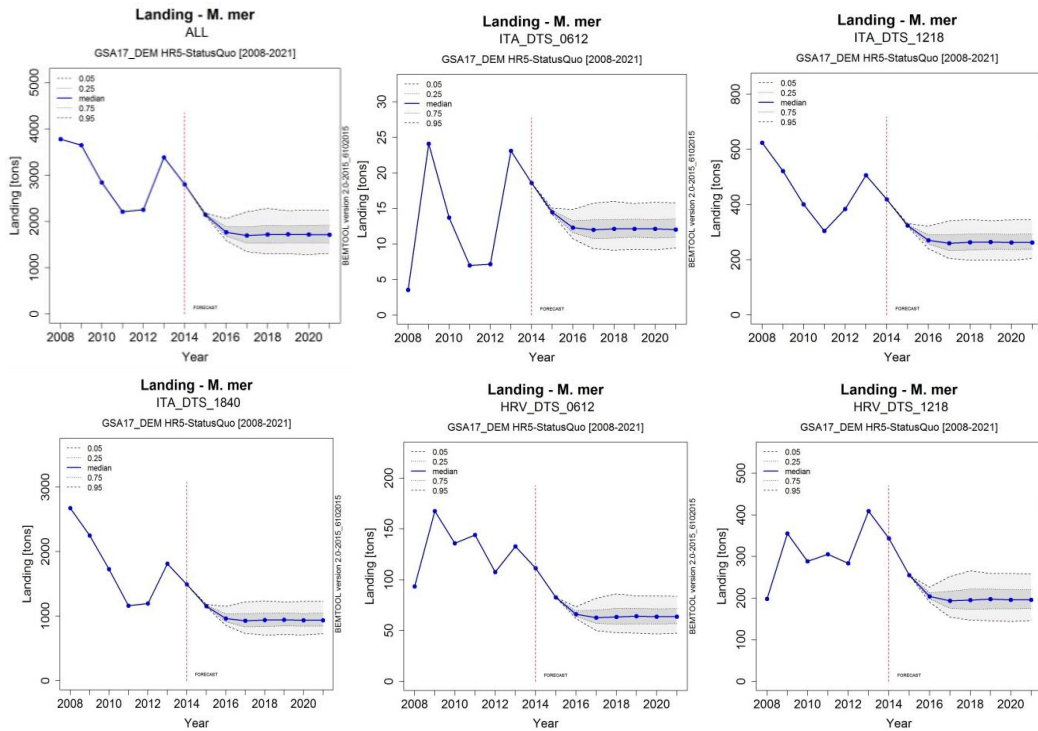 Landing - M. mer
ALL
GSA17_DEM HR5-StatusQuo [2008-2021]
0.05
0.25
median
0.75
0.95
Landing [tons]
5000
4000
3000
2000
1000
0
FORECAST
2008 2010 2012 2014 2016 2018 2020
Year
BEMTOOL version 2.0-2015_6102015
Landing - M. mer
ITA_DTS_0612
GSA17_DEM HR5-StatusQuo [2008-2021]
0.05
0.25
median
0.75
0.95
Landing [tons]
30
25
20
15
10
5
0
FORECAST
2008 2010 2012 2014 2016 2018 2020
Year
BEMTOOL version 2.0-2015_6102015
Landing - M. mer
ITA_DTS_1218
GSA17_DEM HR5-StatusQuo [2008-2021]
0.05
0.25
median
0.75
0.95
Landing [tons]
800
600
400
200
0
FORECAST
2008 2010 2012 2014 2016 2018 2020
Year
Landing - M. mer
ITA_DTS_1840
GSA17_DEM HR5-StatusQuo [2008-2021]
0.05
0.25
median
0.75
0.95
Landing [tons]
3000
2000
1000
0
FORECAST
2008 2010 2012 2014 2016 2018 2020
Year
BEMTOOL version 2.0-2015_6102015
Landing - M. mer
HRV_DTS_0612
GSA17_DEM HR5-StatusQuo [2008-2021]
0.05
0.25
median
0.75
0.95
Landing [tons]
200
150
100
50
0
FORECAST
2008 2010 2012 2014 2016 2018 2020
Year
BEMTOOL version 2.0-2015_6102015
Landing - M. mer
HRV_DTS_1218
GSA17_DEM HR5-StatusQuo [2008-2021]
0.05
0.25
median
0.75
0.95
Landing [tons]
500
400
300
200
100
0
FORECAST
2008 2010 2012 2014 2016 2018 2020
Year